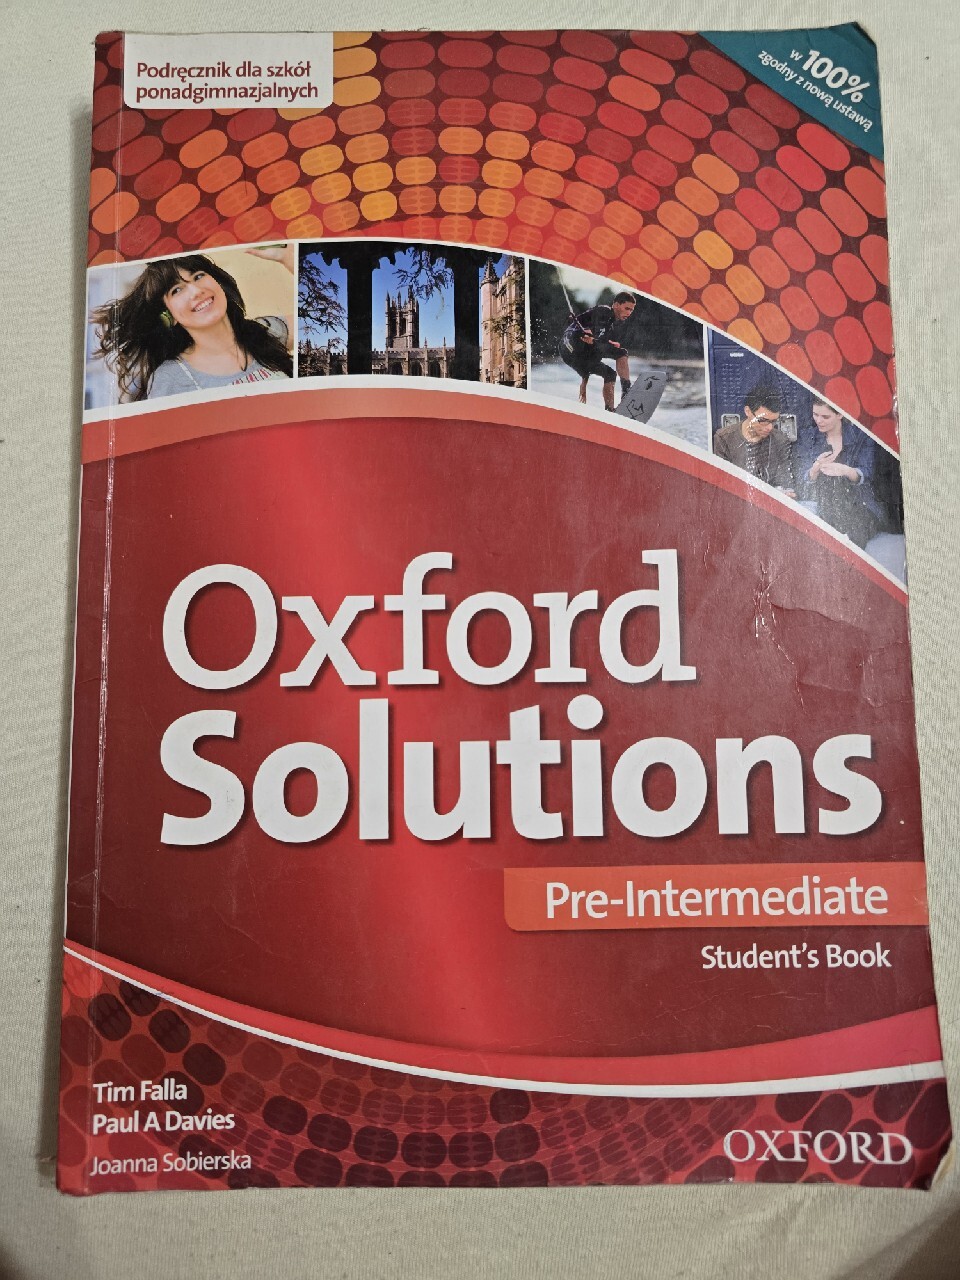 Podręcznik dla szkół
ponadgimnazjalnych
w 100%
zgodny z nową ustawą
Oxford
Solutions
Pre-Intermediate
Student's Book
Tim Falla
Paul A Davies
Joanna Sobierska
OXFORD